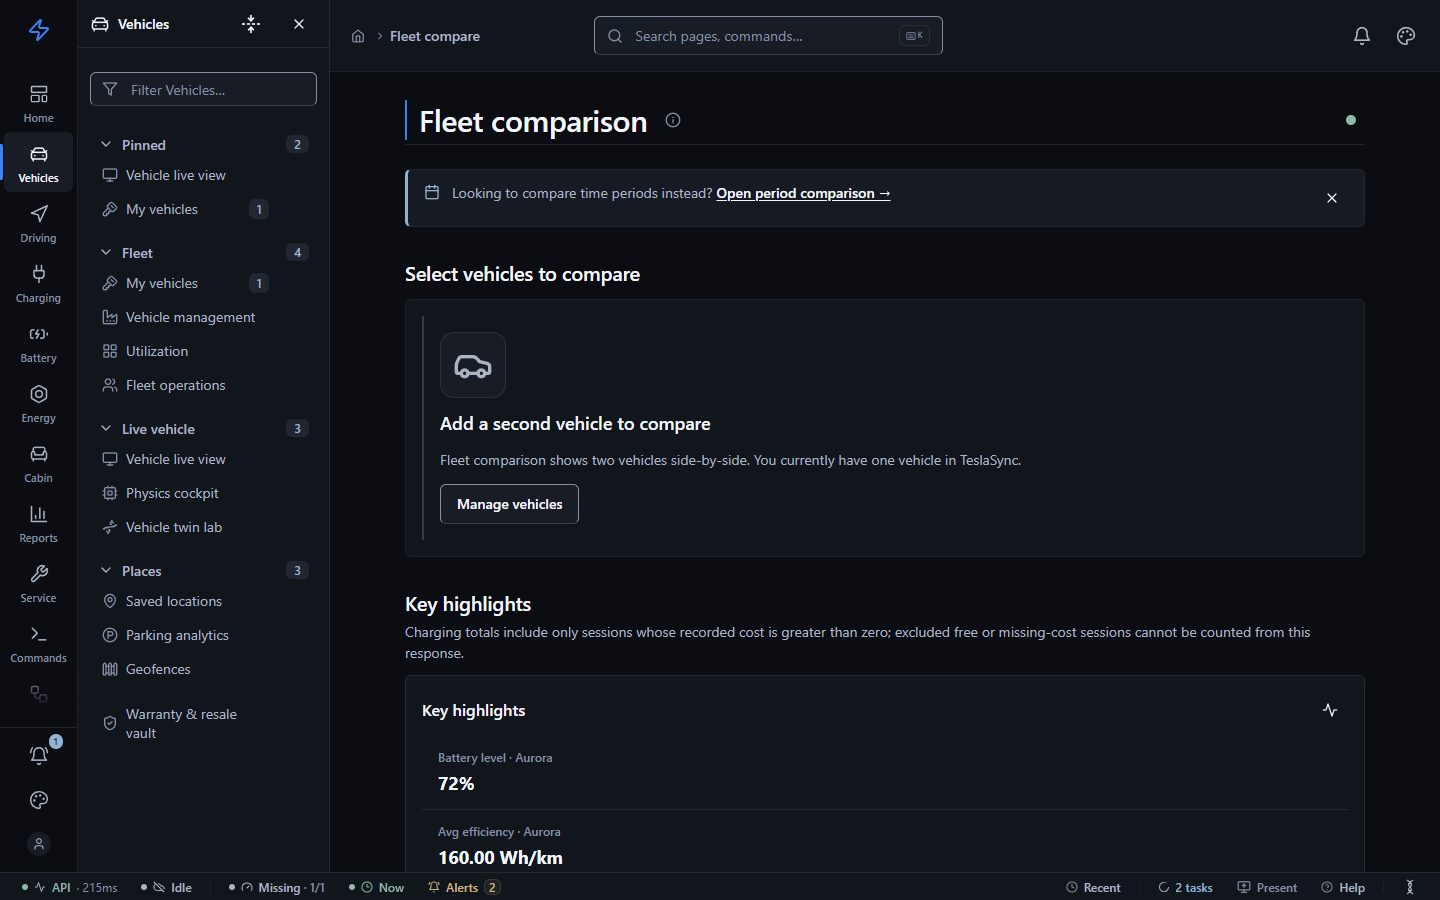 Vehicles
Fleet compare
Search pages, commands...
K
Filter Vehicles...
Home
Vehicles
Driving
Charging
Battery
Energy
Cabin
Reports
Service
Commands
1
Pinned 2
Vehicle live view
My vehicles 1
Fleet 4
My vehicles 1
Vehicle management
Utilization
Fleet operations
Live vehicle 3
Vehicle live view
Physics cockpit
Vehicle twin lab
Places 3
Saved locations
Parking analytics
Geofences
Warranty & resale
vault
Fleet comparison
Looking to compare time periods instead? Open period comparison →
Select vehicles to compare
Add a second vehicle to compare
Fleet comparison shows two vehicles side-by-side. You currently have one vehicle in TeslaSync.
Manage vehicles
Key highlights
Charging totals include only sessions whose recorded cost is greater than zero; excluded free or missing-cost sessions cannot be counted from this
response.
Key highlights
Battery level · Aurora
72%
Avg efficiency · Aurora
160.00 Wh/km
API · 215ms Idle Missing · 1/1 Now Alerts 2 Recent 2 tasks Present Help